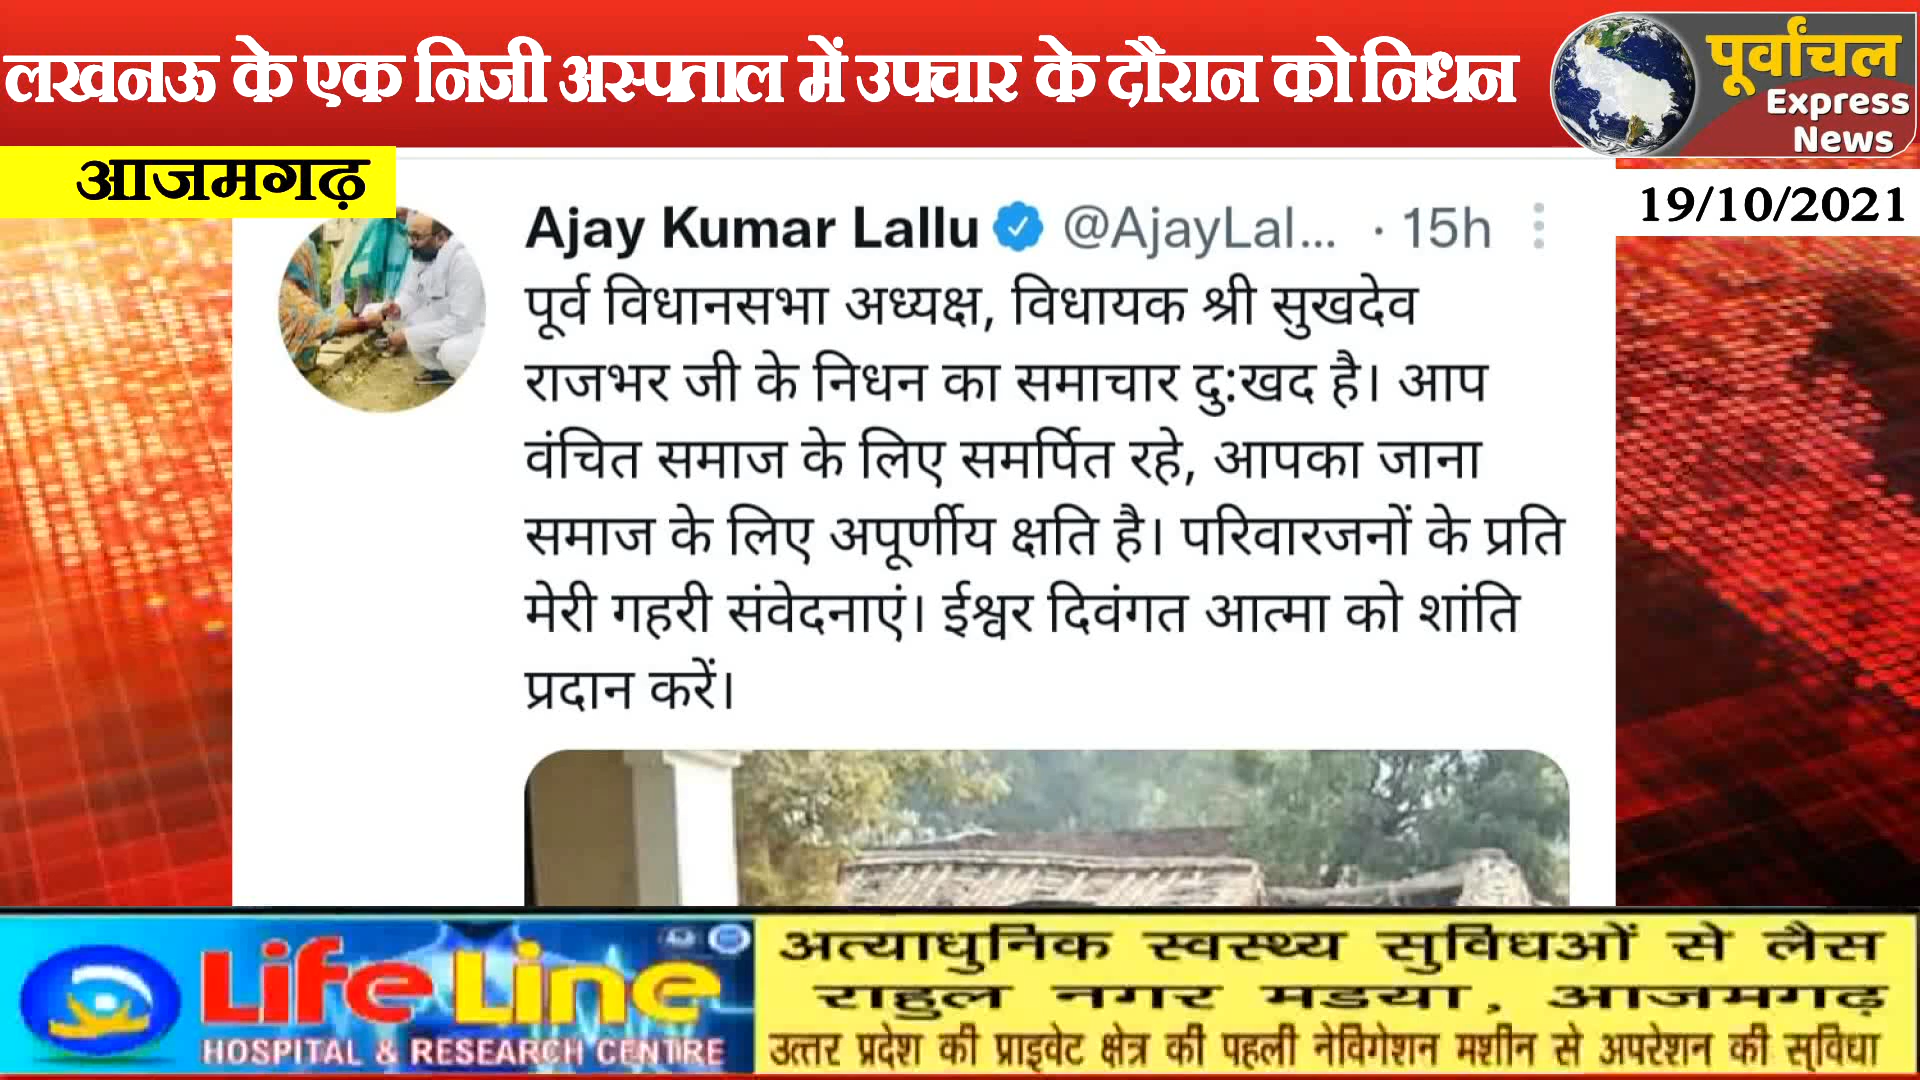 लखनऊ के एक निजी अस्पताल में उपचार के दौरान को निधन
पूर्वांचल
Express
News
आजमगढ़
19/10/2021
Ajay Kumar Lallu @AjayLal... · 15h
पूर्व विधानसभा अध्यक्ष, विधायक श्री सुखदेव
राजभर जी के निधन का समाचार दु:खद है। आप
वंचित समाज के लिए समर्पित रहे, आपका जाना
समाज के लिए अपूर्णीय क्षति है। परिवारजनों के प्रति
मेरी गहरी संवेदनाएं। ईश्वर दिवंगत आत्मा को शांति
प्रदान करें।
Life Line
HOSPITAL & RESEARCH CENTRE
अत्याधुनिक स्वस्थ्य सुविधओं से लैस
राहुल नगर मडया, आजमगढ़
उत्तर प्रदेश की प्राइवेट क्षेत्र की पहली नेविगेशन मशीन से अपरेशन की सुविधा